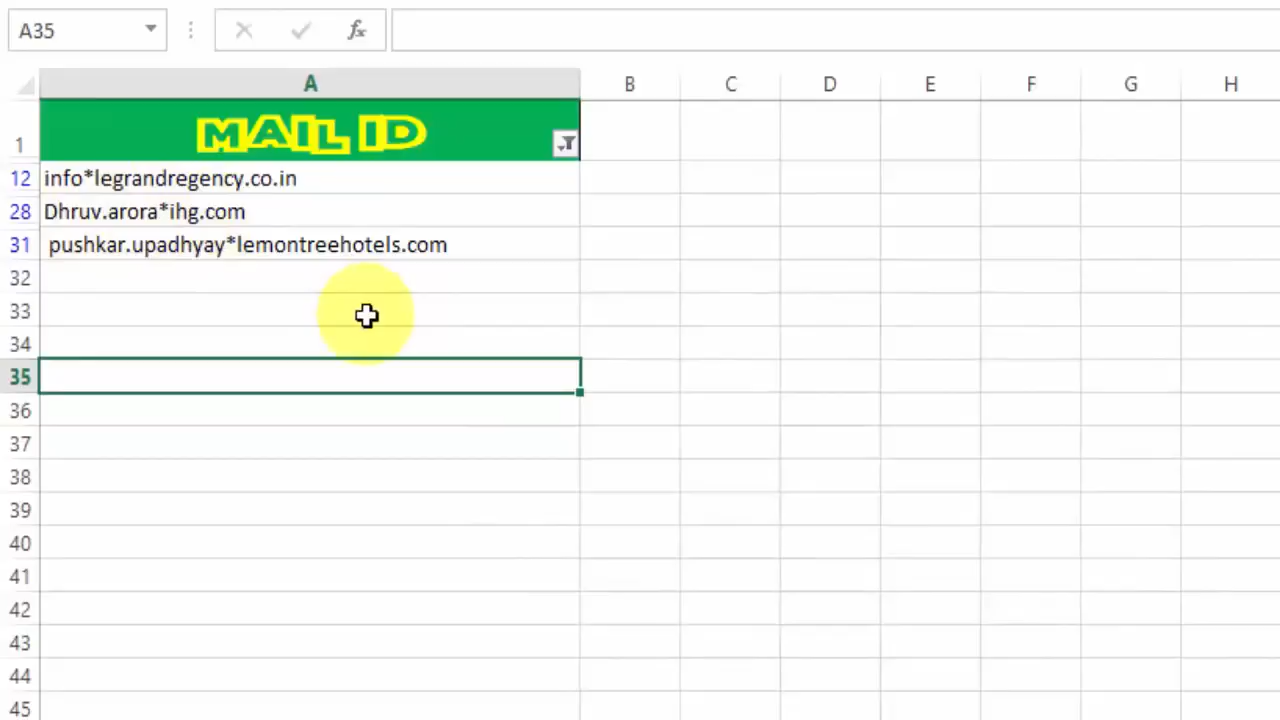 A35
fx
A B C D E F G H
1 MAIL ID
12 info*legrandregency.co.in
28 Dhruv.arora*ihg.com
31 pushkar.upadhyay*lemontreehotels.com
32
33
34
35
36
37
38
39
40
41
42
43
44
45